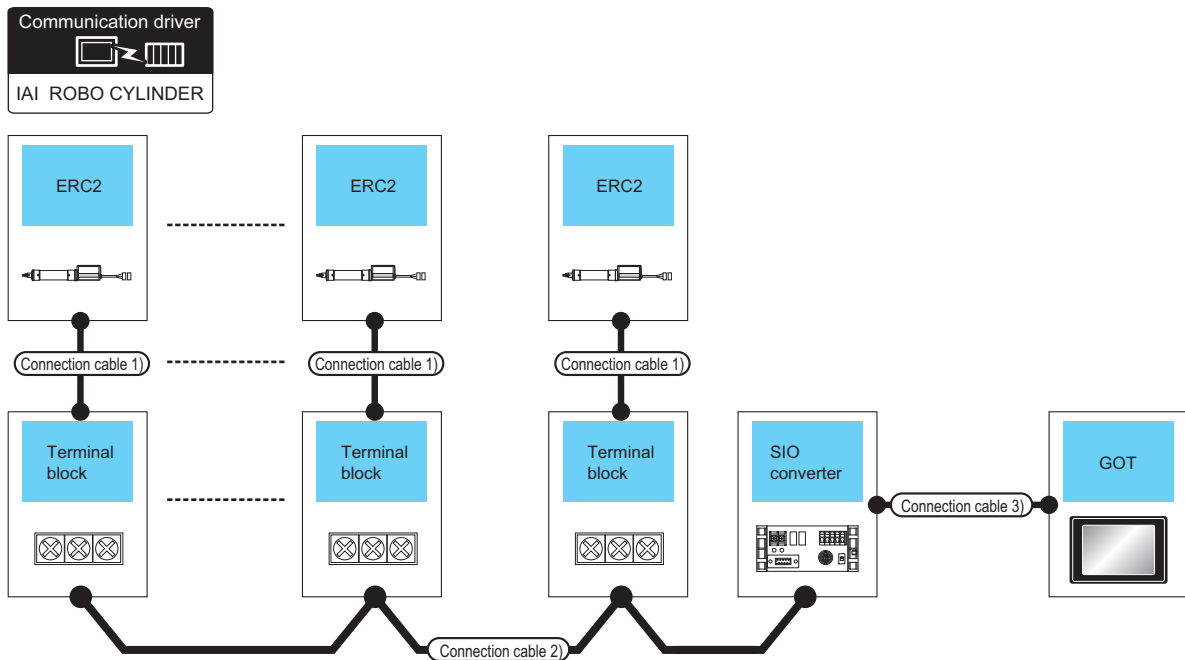 Communication driver
IAI ROBO CYLINDER
ERC2
ERC2
ERC2
Connection cable 1)
Connection cable 1)
Connection cable 1)
Terminal
block
Terminal
block
Terminal
block
SIO
converter
GOT
Connection cable 3)
Connection cable 2)